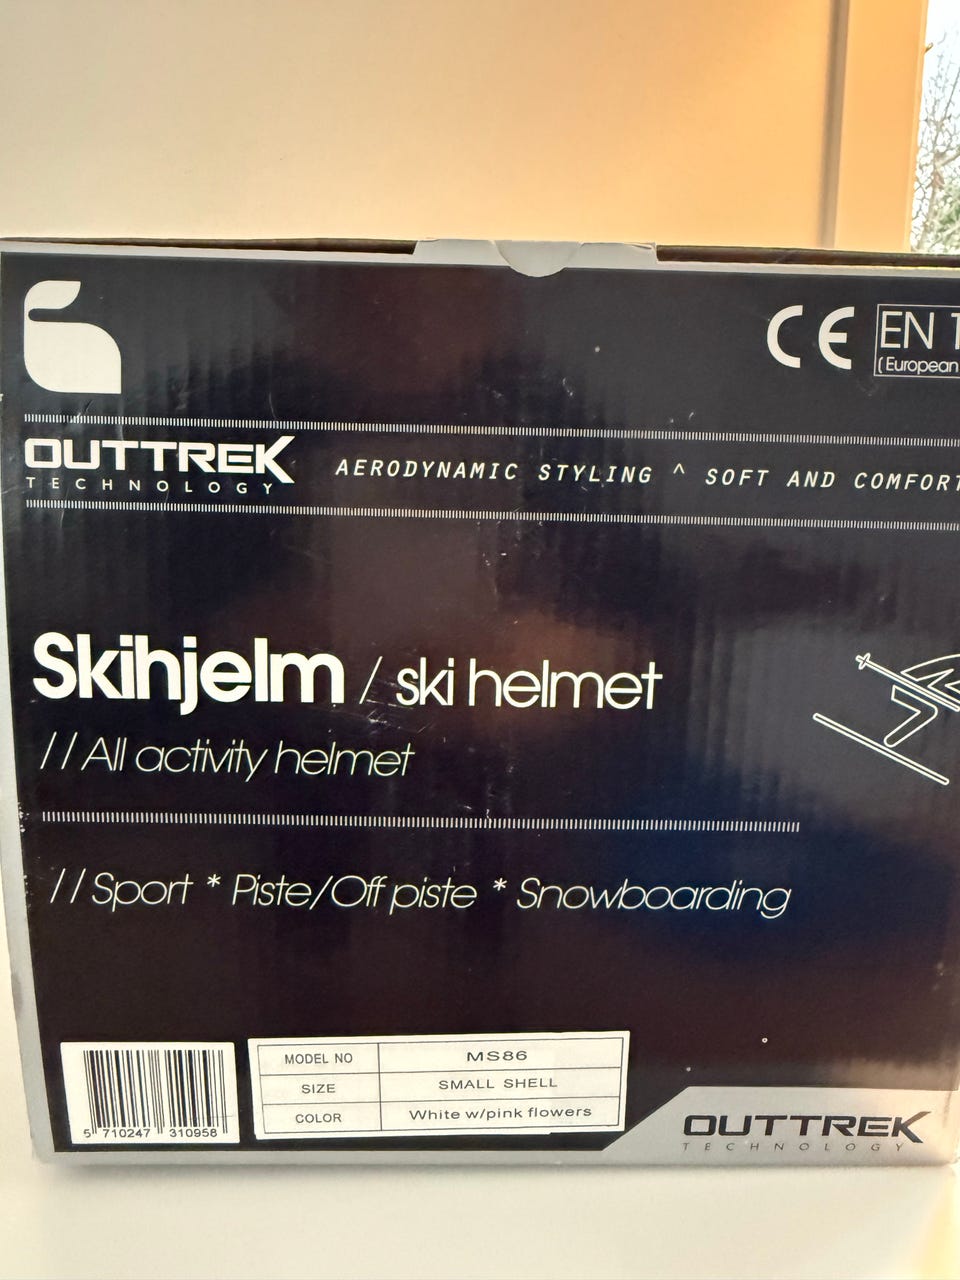 CE EN 1
(European
OUTTREK
TECHNOLOGY
AERODYNAMIC STYLING ^ SOFT AND COMFORT
Skihjelm / ski helmet
//All activity helmet
//Sport * Piste/Off piste * Snowboarding
5 710247 310958
MODEL NO MS86
SIZE SMALL SHELL
COLOR White w/pink flowers
OUTTREK
TECHNOLOGY